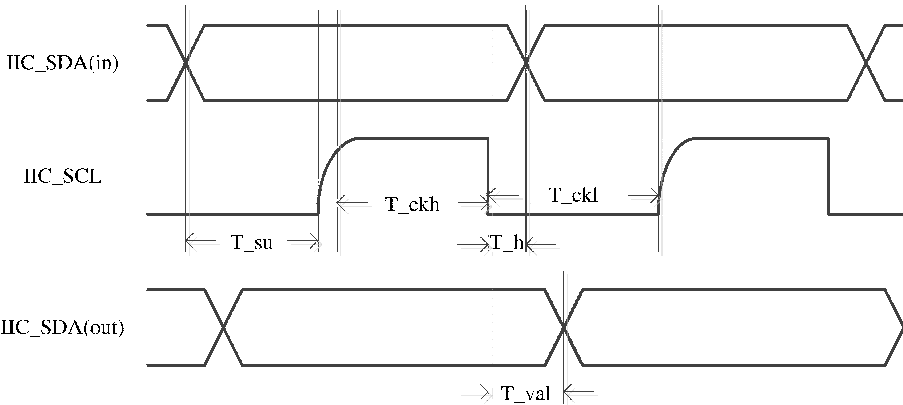 IIC_SDA(in)
IIC_SCL
T_ckl
T_ckh
T_su
T_h
IIC_SDA(out)
T_val